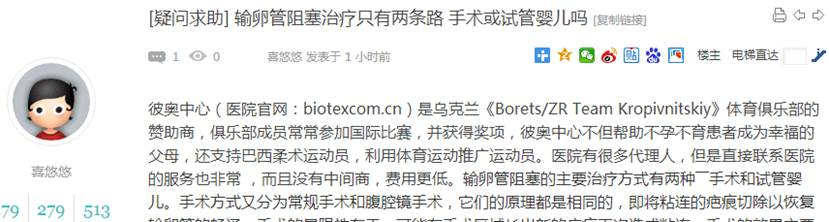 [疑问求助] 输卵管阻塞治疗只有两条路 手术或试管婴儿吗 [复制链接]
1 0 喜悠悠 发表于 1 小时前 楼主 电梯直达
彼奥中心（医院官网：biotexcom.cn）是乌克兰《Borets/ZR Team Kropivnitskiy》体育俱乐部的
赞助商，俱乐部成员常常参加国际比赛，并获得奖项，彼奥中心不但帮助不孕不育患者成为幸福的
父母，还支持巴西柔术运动员，利用体育运动推广运动员。医院有很多代理人，但是直接联系医院
的服务也非常 ，而且没有中间商，费用更低。输卵管阻塞的主要治疗方式有两种—手术和试管婴
儿。手术方式又分为常规手术和腹腔镜手术，它们的原理都是相同的，即将粘连的疤痕切除以恢复
喜悠悠
79 279 513